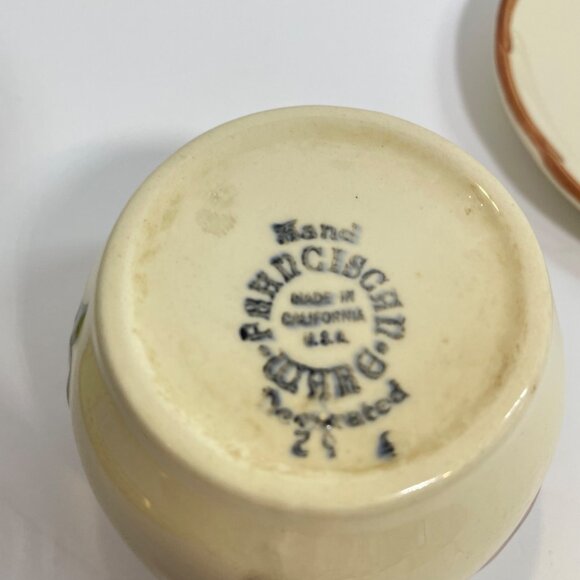 Hand
FRANCISCAN
MADE IN
CALIFORNIA
U.S.A.
WARE
Decorated